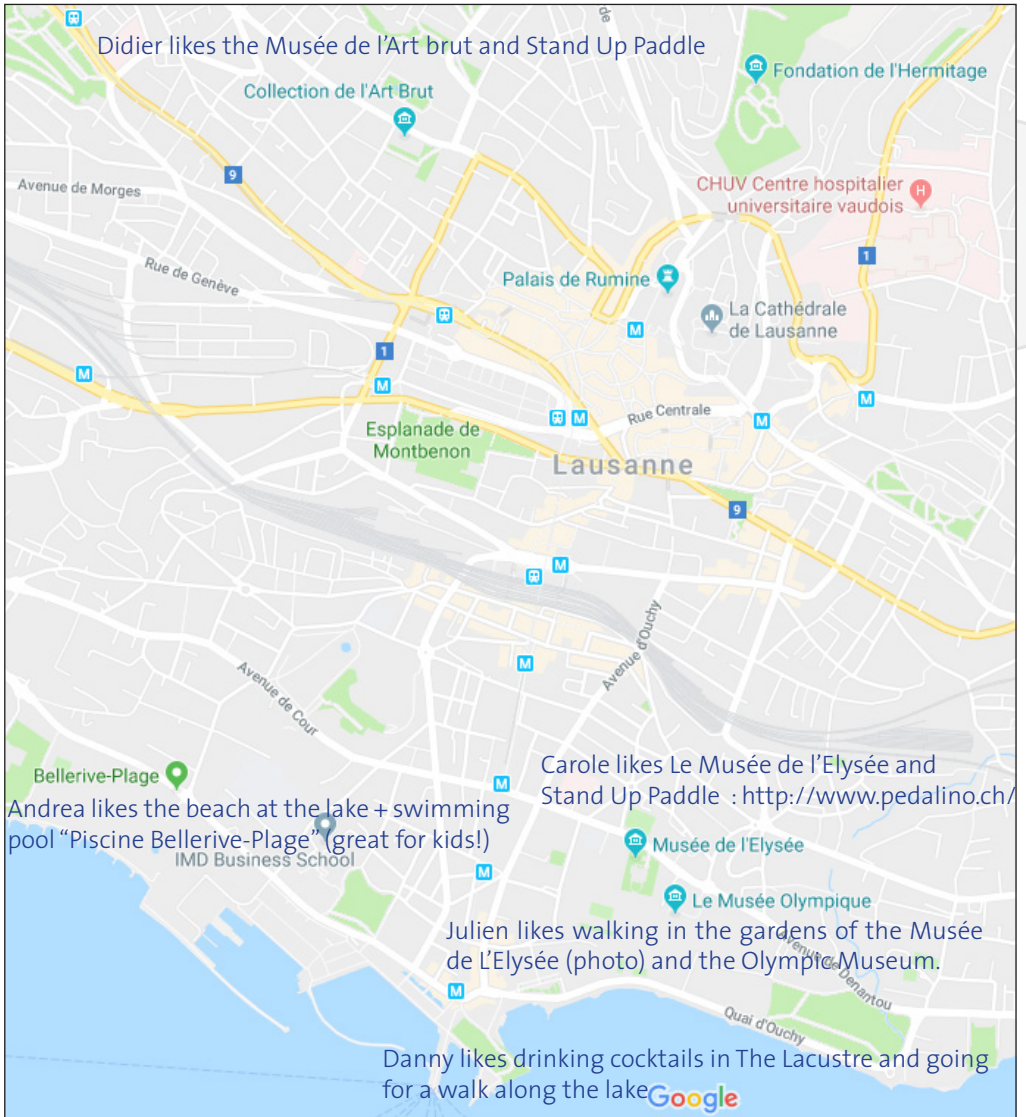 de
Didier likes the Musée de l'Art brut and Stand Up Paddle
Fondation de l'Hermitage
Collection de l'Art Brut
9
Avenue de Morges
CHUV Centre hospitalier
universitaire vaudois
H
1
Rue de Genève
Palais de Rumine
La Cathédrale
de Lausanne
M
1
M
M
M
Rue Centrale
M
M
Esplanade de
Montbenon
Lausanne
9
M
Avenue d'Ouchy
M
Avenue de Cour
Bellerive-Plage
M
Carole likes Le Musée de l'Elysée and
Stand Up Paddle : http://www.pedalino.ch/
Andrea likes the beach at the lake + swimming
pool "Piscine Bellerive-Plage" (great for kids!)
IMD Business School
Musée de l'Elysée
M
Le Musée Olympique
Julien likes walking in the gardens of the Musée
de L'Elysée (photo) and the Olympic Museum.
Avenue de Denantou
M
Quai d'Ouchy
Danny likes drinking cocktails in The Lacustre and going
for a walk along the lake
Google